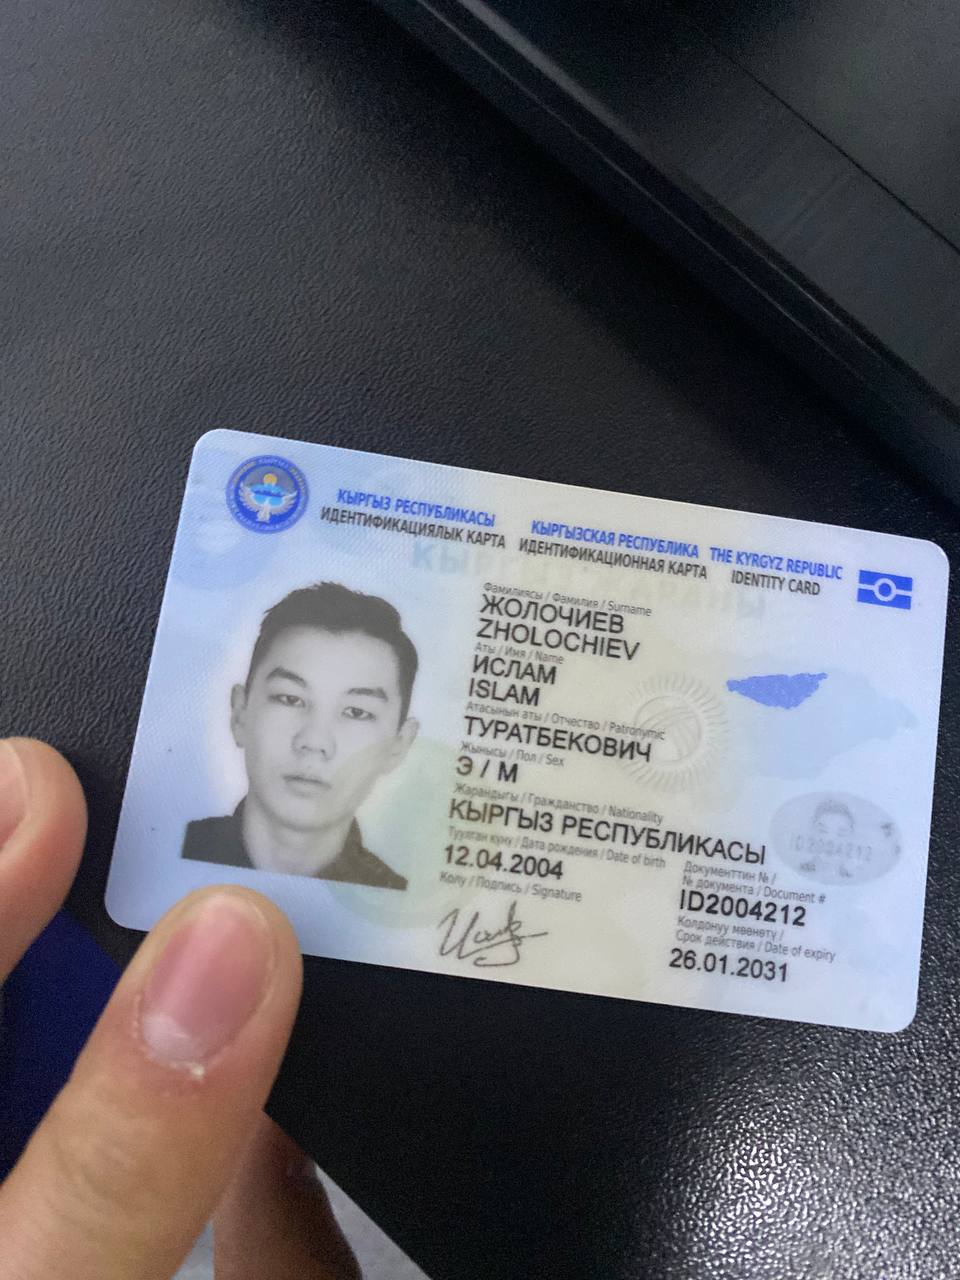 КЫРГЫЗ РЕСПУБЛИКАСЫ КЫРГЫЗСКАЯ РЕСПУБЛИКА THE KYRGYZ REPUBLIC
ИДЕНТИФИКАЦИЯЛЫК КАРТА ИДЕНТИФИКАЦИОННАЯ КАРТА IDENTITY CARD
Фамилиясы / Фамилия / Surname
ЖОЛОЧИЕВ
ZHOLOCHIEV
Аты / Имя / Name
ИСЛАМ
ISLAM
Атасынын аты / Отчество / Patronymic
ТУРАТБЕКОВИЧ
Жынысы / Пол / Sex
Э / М
Жарандыгы / Гражданство / Nationality
КЫРГЫЗ РЕСПУБЛИКАСЫ
Туулган күнү / Дата рождения / Date of birth
12.04.2004
Документтин № /
№ документа / Document #
ID2004212
Колу / Подпись / Signature
Колдонуу мөөнөтү /
Срок действия / Date of expiry
26.01.2031
ID2004212